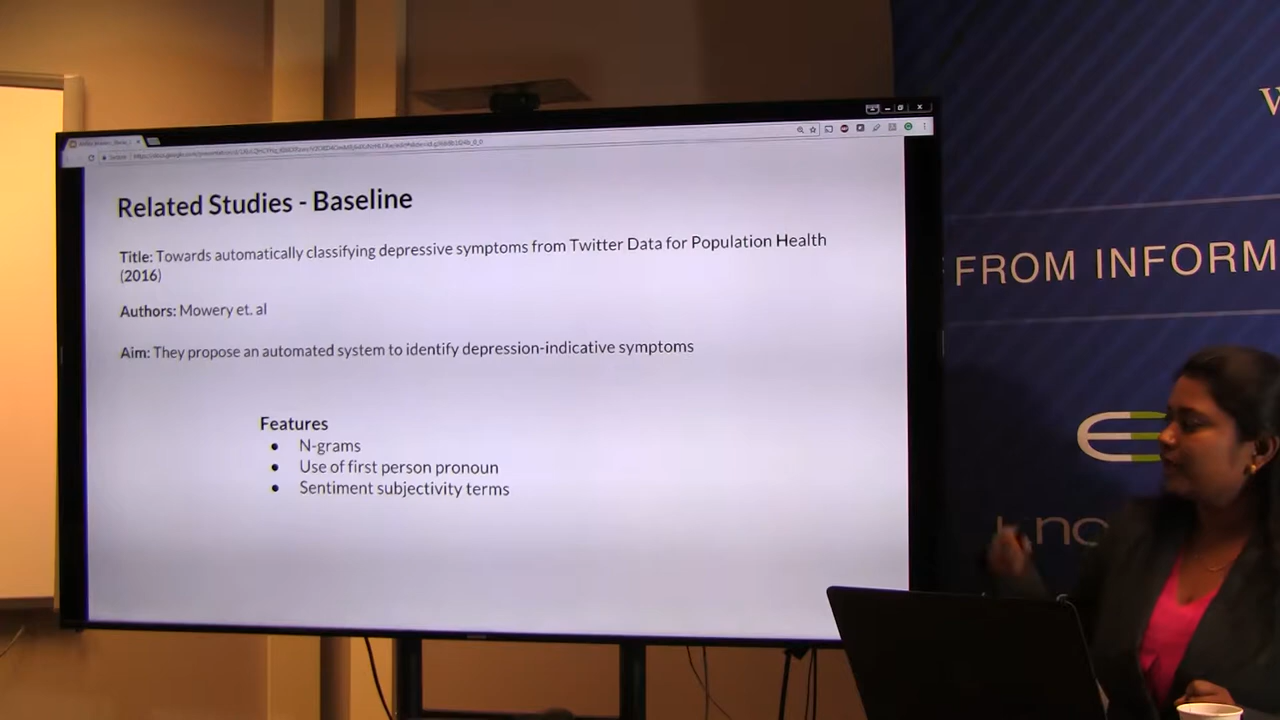 Related Studies - Baseline
Title: Towards automatically classifying depressive symptoms from Twitter Data for Population Health
(2016)
Authors: Mowery et. al
Aim: They propose an automated system to identify depression-indicative symptoms
Features
• N-grams
• Use of first person pronoun
• Sentiment subjectivity terms
W
FROM INFORM
kno